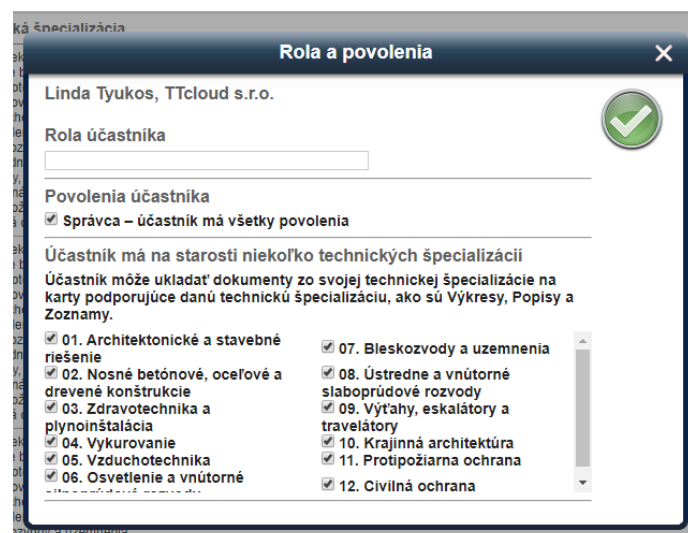 ká špecializácia
Rola a povolenia
Linda Tyukos, TTcloud s.r.o.
Rola účastníka
Povolenia účastníka
Správca – účastník má všetky povolenia
Účastník má na starosti niekoľko technických špecializácií
Účastník môže ukladať dokumenty zo svojej technickej špecializácie na
karty podporujúce danú technickú špecializáciu, ako sú Výkresy, Popisy a
Zoznamy.
01. Architektonické a stavebné
riešenie
02. Nosné betónové, oceľové a
drevené konštrukcie
03. Zdravotechnika a
plynoinštalácia
04. Vykurovanie
05. Vzduchotechnika
06. Osvetlenie a vnútorné
07. Bleskozvody a uzemnenia
08. Ústredne a vnútorné
slaboprúdové rozvody
09. Výťahy, eskalátory a
travelátory
10. Krajinná architektúra
11. Protipožiarna ochrana
12. Civilná ochrana